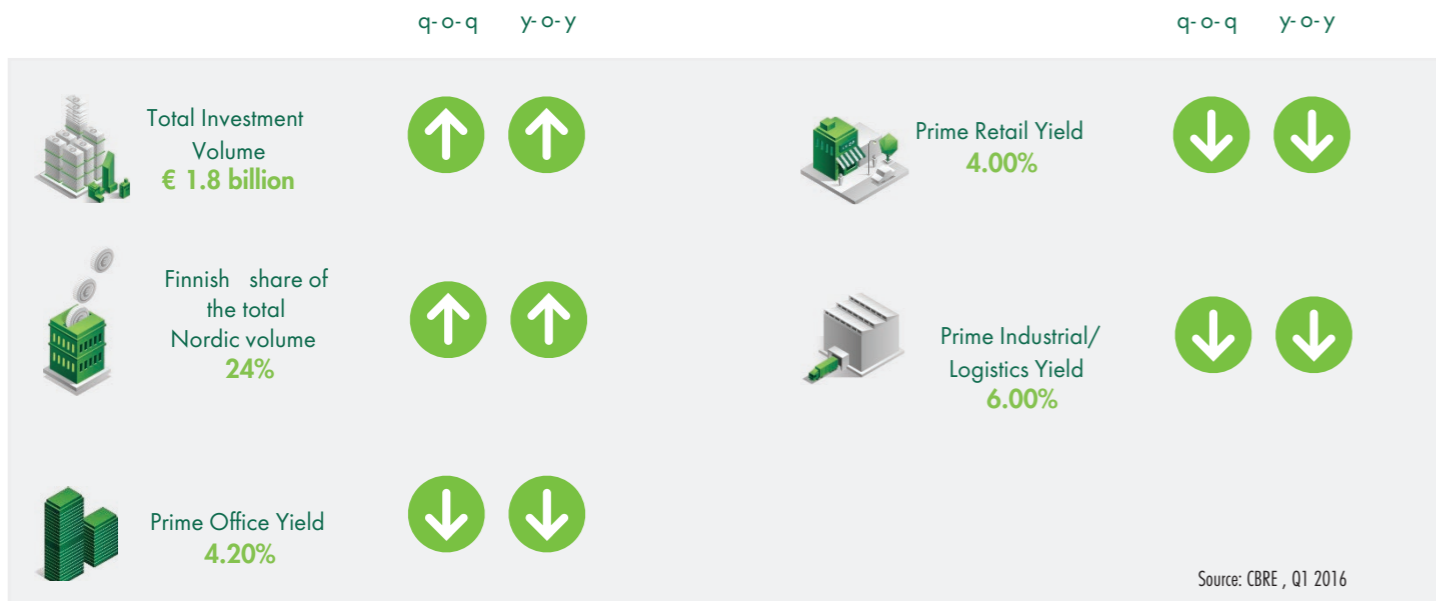 q-o-q y-o-y
q-o-q y-o-y
Total Investment
Volume
€ 1.8 billion
Finnish share of
the total
Nordic volume
24%
Prime Office Yield
4.20%
Prime Retail Yield
4.00%
Prime Industrial/
Logistics Yield
6.00%
Source: CBRE , Q1 2016